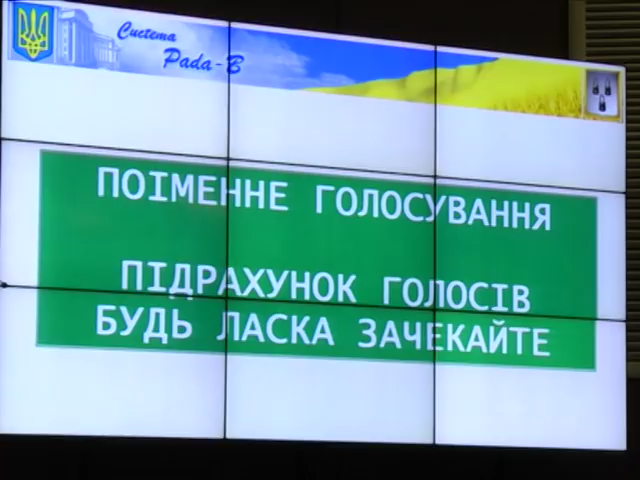 Система
Рада-В
ПОІМЕННЕ ГОЛОСУВАННЯ
ПІДРАХУНОК ГОЛОСІВ
БУДЬ ЛАСКА ЗАЧЕКАЙТЕ